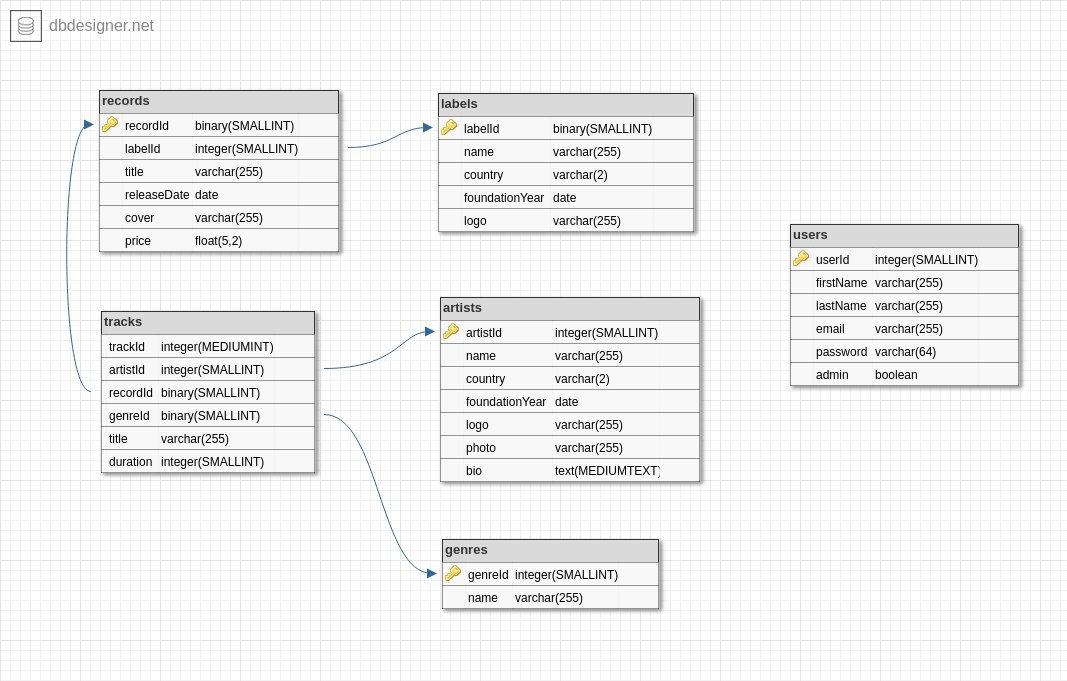 dbdesigner.net
records
recordId binary(SMALLINT)
labelId integer(SMALLINT)
title varchar(255)
releaseDate date
cover varchar(255)
price float(5,2)
labels
labelId binary(SMALLINT)
name varchar(255)
country varchar(2)
foundationYear date
logo varchar(255)
users
userId integer(SMALLINT)
firstName varchar(255)
lastName varchar(255)
email varchar(255)
password varchar(64)
admin boolean
tracks
trackId integer(MEDIUMINT)
artistId integer(SMALLINT)
recordId binary(SMALLINT)
genreId binary(SMALLINT)
title varchar(255)
duration integer(SMALLINT)
artists
artistId integer(SMALLINT)
name varchar(255)
country varchar(2)
foundationYear date
logo varchar(255)
photo varchar(255)
bio text(MEDIUMTEXT)
genres
genreId integer(SMALLINT)
name varchar(255)